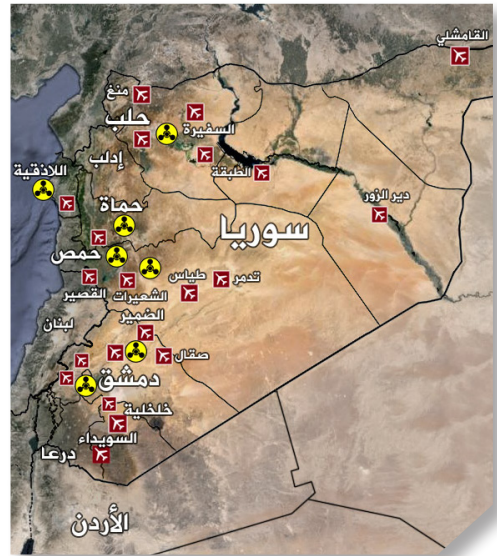 القامشلي
منغ
حلب
السفيرة
إدلب
اللاذقية
الطبقة
دير الزور
حماة
سوريا
حمص
طياس
تدمر
القصير
الشعيرات
لبنان
الضمير
صقال
دمشق
خلخلية
السويداء
درعا
الأردن